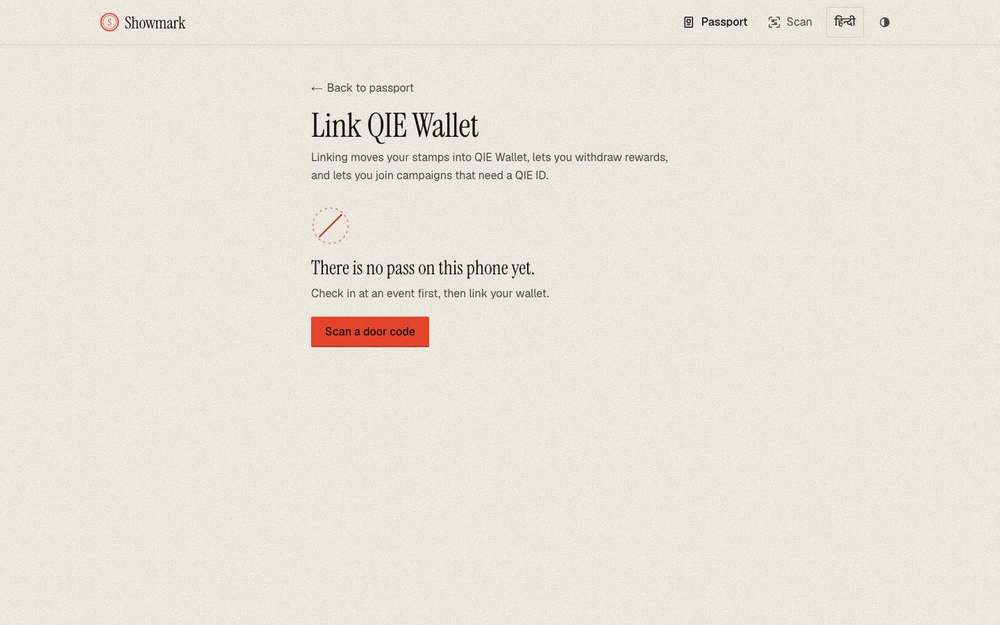 Showmark
Passport
Scan
हिन्दी
← Back to passport
Link QIE Wallet
Linking moves your stamps into QIE Wallet, lets you withdraw rewards,
and lets you join campaigns that need a QIE ID.
There is no pass on this phone yet.
Check in at an event first, then link your wallet.
Scan a door code